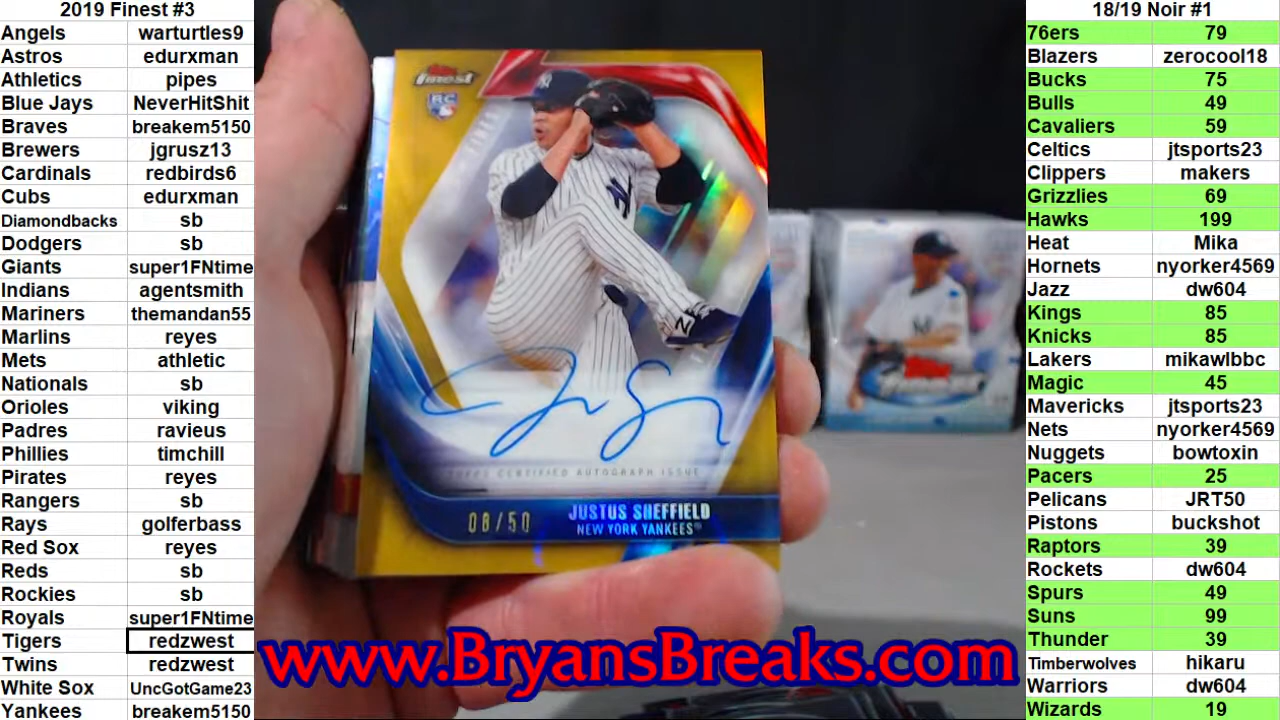 2019 Finest #3
Angels warturtles9
Astros edurxman
Athletics pipes
Blue Jays NeverHitShit
Braves breakem5150
Brewers jgrusz13
Cardinals redbirds6
Cubs edurxman
Diamondbacks sb
Dodgers sb
Giants super1FNtime
Indians agentsmith
Mariners themandan55
Marlins reyes
Mets athletic
Nationals sb
Orioles viking
Padres ravieus
Phillies timchill
Pirates reyes
Rangers sb
Rays golferbass
Red Sox reyes
Reds sb
Rockies sb
Royals super1FNtime
Tigers redzwest
Twins redzwest
White Sox UncGotGame23
Yankees breakem5150
finest
RC
NY
TOPPS CERTIFIED AUTOGRAPH ISSUE
08/50
JUSTUS SHEFFIELD
NEW YORK YANKEES
Finest
www.BryansBreaks.com
18/19 Noir #1
76ers 79
Blazers zerocool18
Bucks 75
Bulls 49
Cavaliers 59
Celtics jtsports23
Clippers makers
Grizzlies 69
Hawks 199
Heat Mika
Hornets nyorker4569
Jazz dw604
Kings 85
Knicks 85
Lakers mikawlbbc
Magic 45
Mavericks jtsports23
Nets nyorker4569
Nuggets bowtoxin
Pacers 25
Pelicans JRT50
Pistons buckshot
Raptors 39
Rockets dw604
Spurs 49
Suns 99
Thunder 39
Timberwolves hikaru
Warriors dw604
Wizards 19